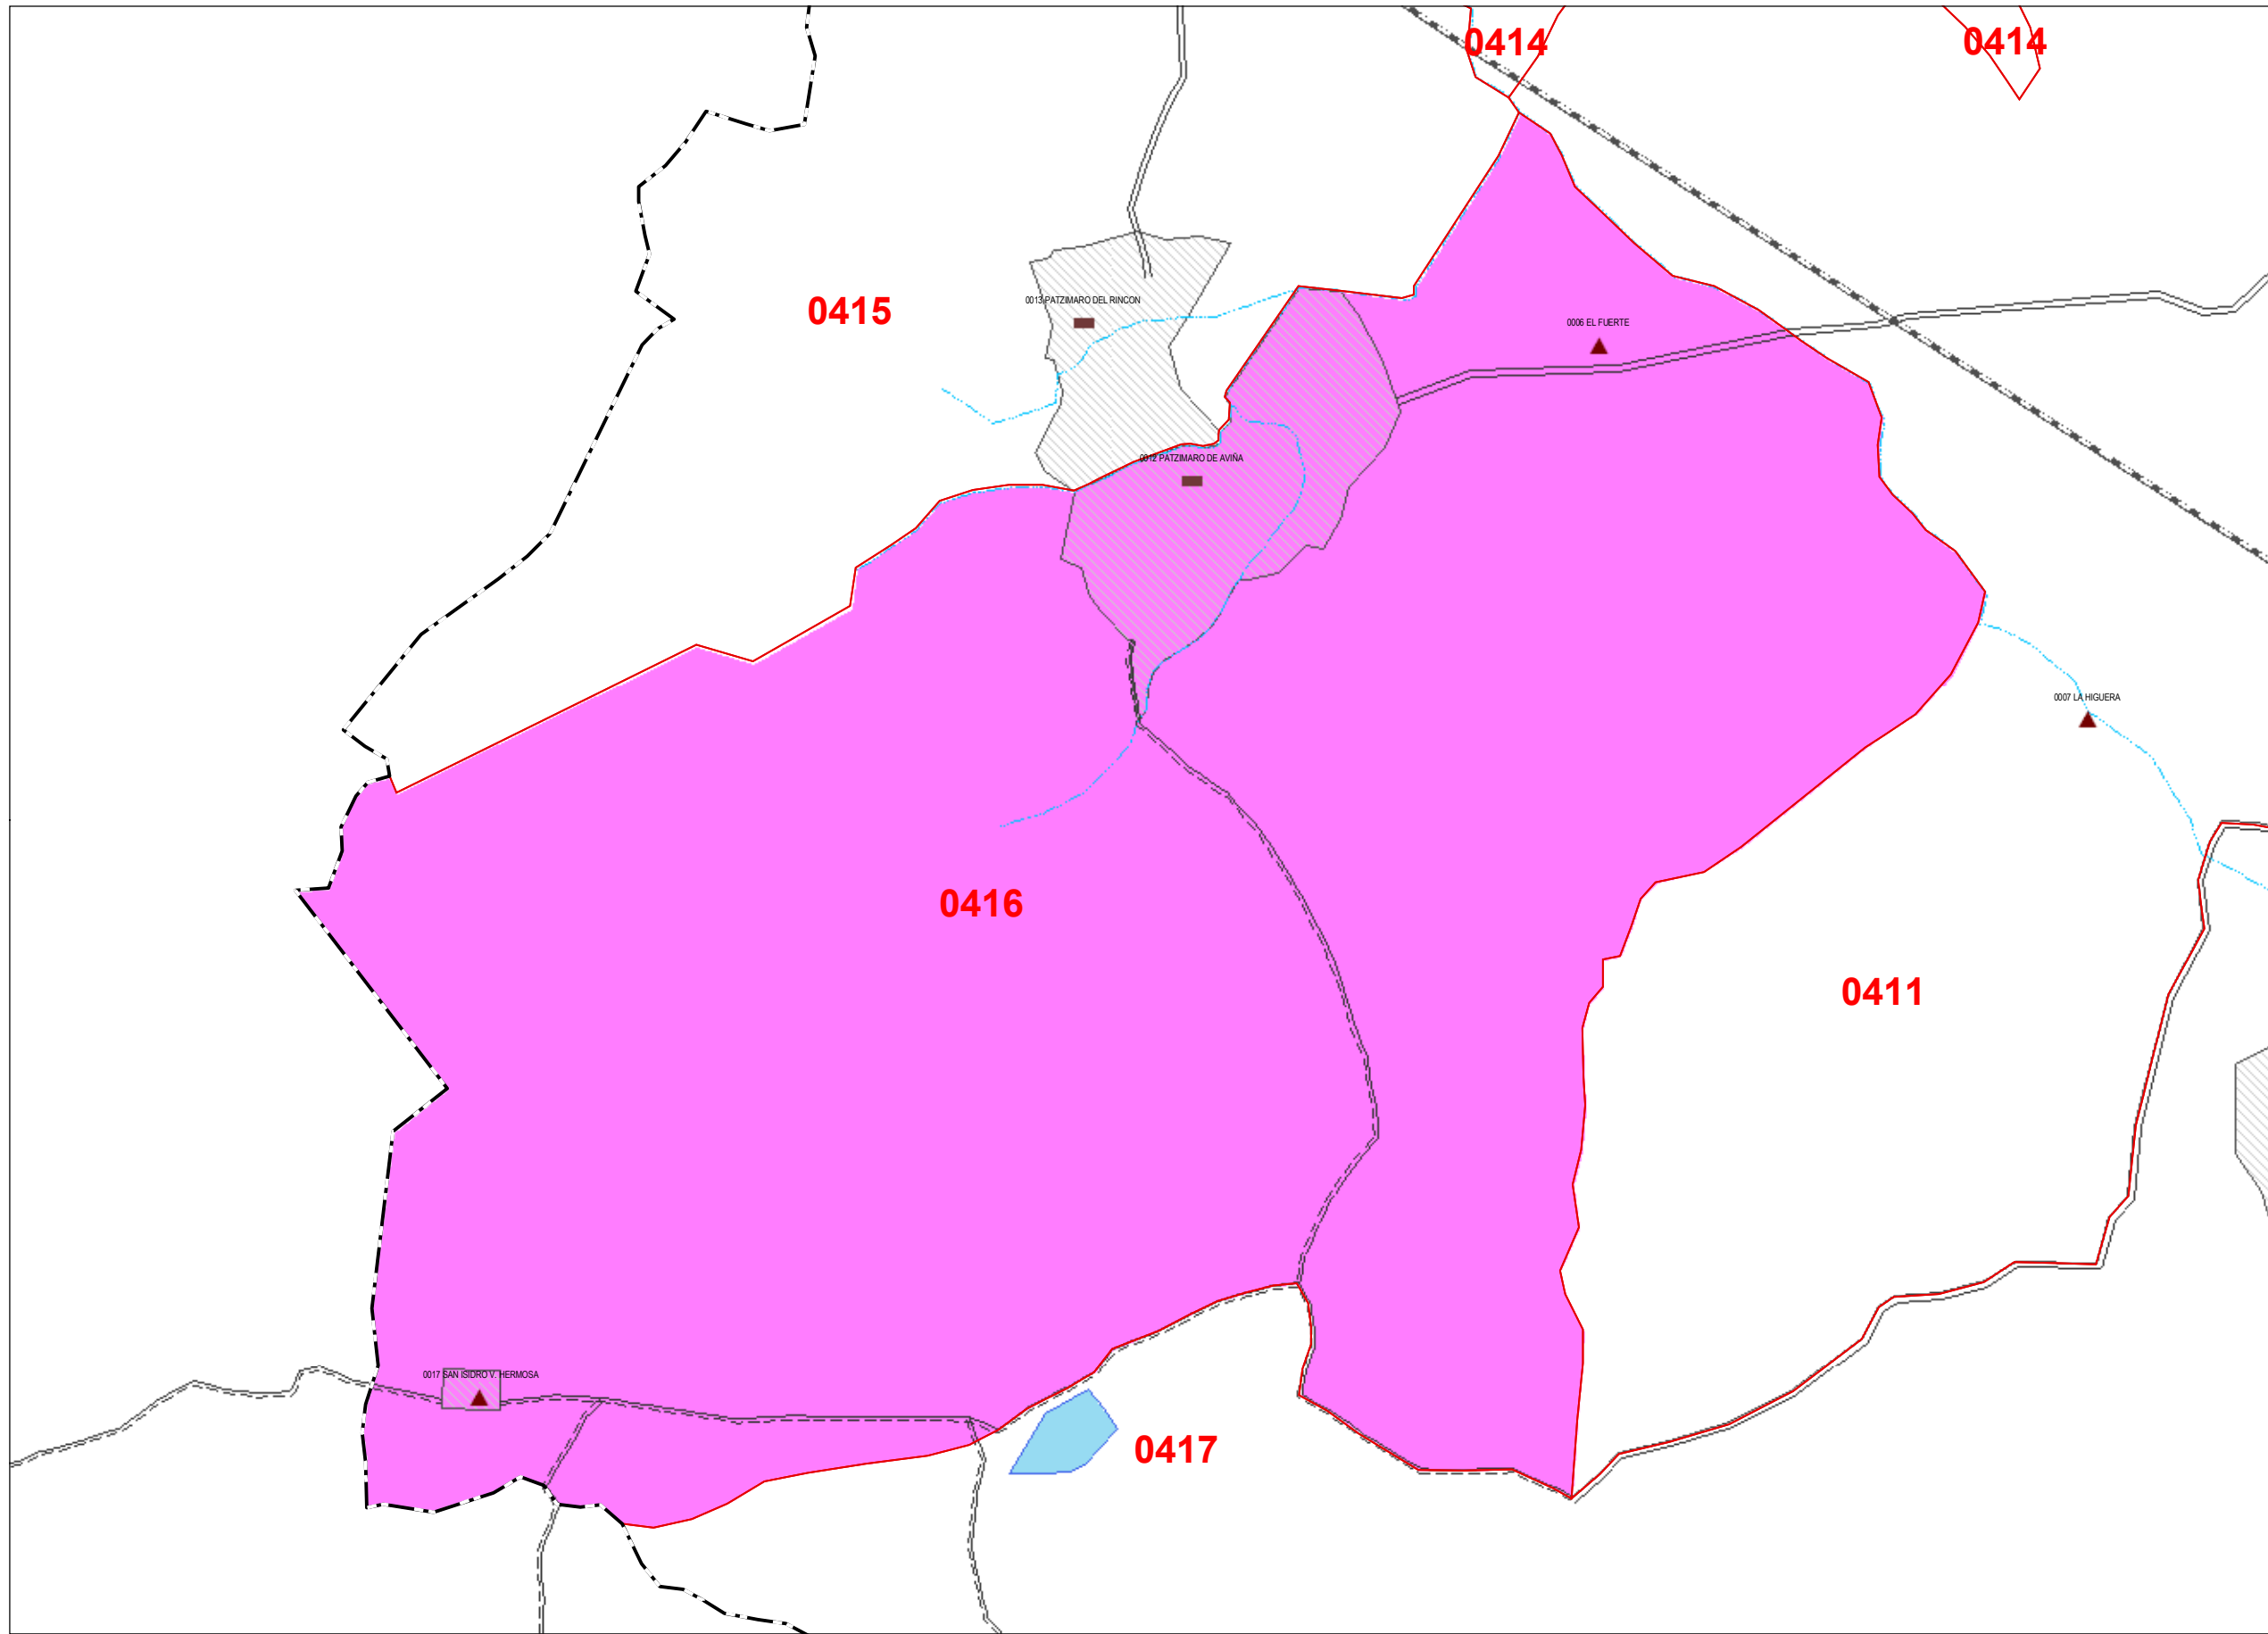 0414
0414
0415
0013 PATZIMARO DEL RINCON
0006 EL FUERTE
0012 PATZIMARO DE AVIÑA
0007 LA HIGUERA
0416
0411
0017 SAN ISIDRO V. HERMOSA
0417